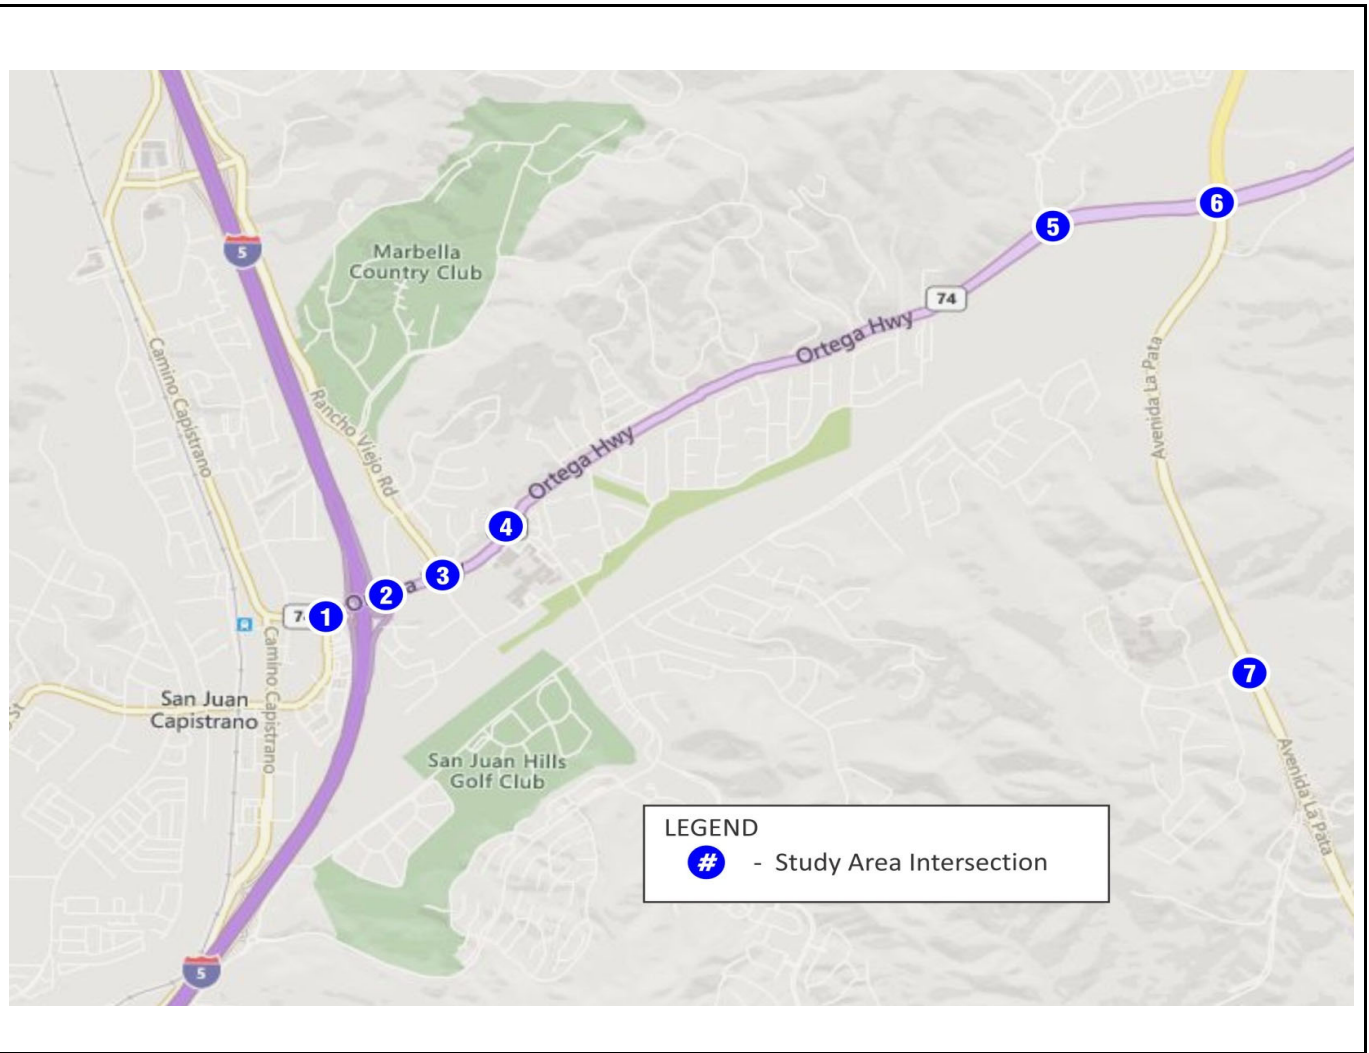 5
Marbella
Country Club
6
5
74
Ortega Hwy
Camino Capistrano
Rancho Viejo Rd
Avenida La Pata
Ortega Hwy
4
3
2
1
Camino Capistrano
San Juan
Capistrano
7
San Juan Hills
Golf Club
Avenida La Pata
LEGEND
# - Study Area Intersection
5